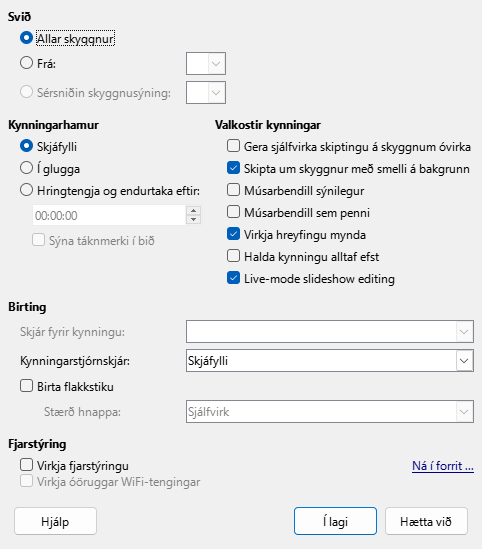 Svið
Allar skyggnur
Frá:
Sérsniðin skyggnusýning:
Kynningarhamur
Skjáfylli
Í glugga
Hringtengja og endurtaka eftir:
00:00:00
Sýna táknmerki í bið
Valkostir kynningar
Gera sjálfvirka skiptingu á skyggnum óvirka
Skipta um skyggnur með smelli á bakgrunn
Músarbendill sýnilegur
Músarbendill sem penni
Virkja hreyfingu mynda
Halda kynningu alltaf efst
Live-mode slideshow editing
Birting
Skjár fyrir kynningu:
Kynningarstjórnskjár: Skjáfylli
Birta flakkstiku
Stærð hnappa: Sjálfvirk
Fjarstýring
Virkja fjarstýringu Ná í forrit ...
Virkja óöruggar WiFi-tengingar
Hjálp Í lagi Hætta við